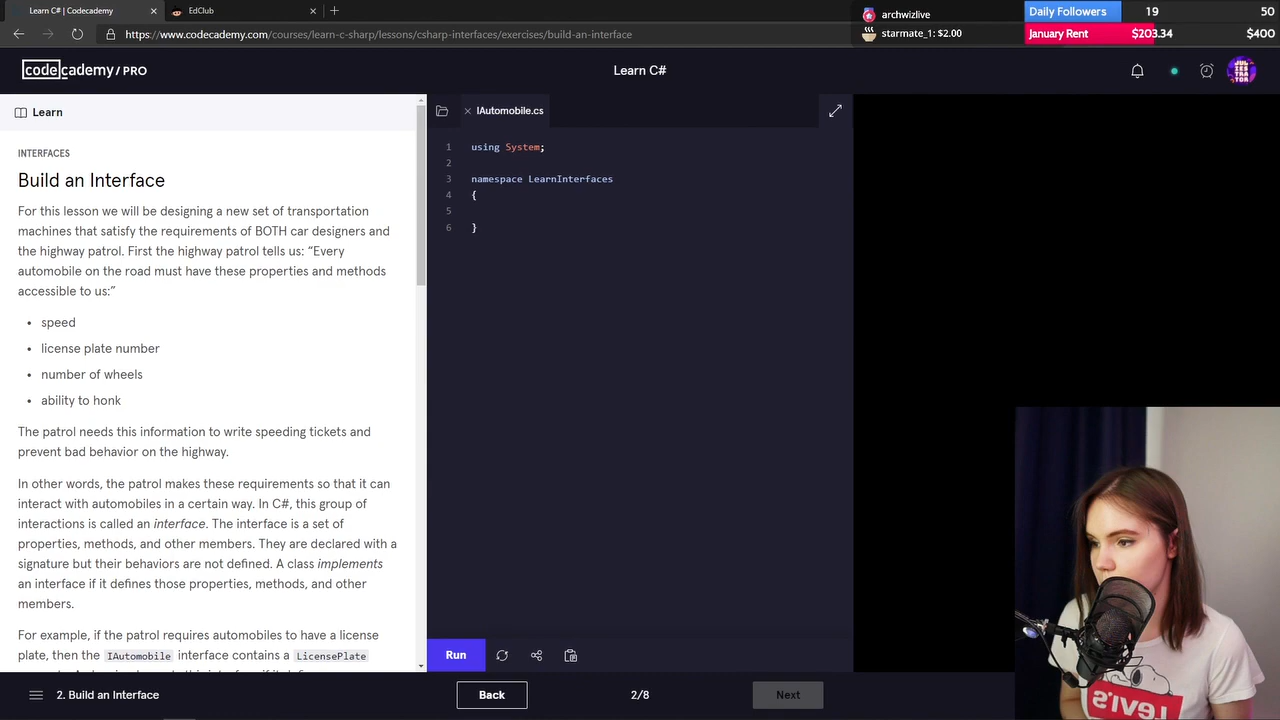 Learn C# | Codecademy
EdClub
https://www.codecademy.com/courses/learn-c-sharp/lessons/csharp-interfaces/exercises/build-an-interface
archwizlive
starmate_1: $2.00
Daily Followers 19 50
January Rent $203.34 $400
codecademy/PRO
Learn C#
Learn
IAutomobile.cs
INTERFACES
Build an Interface
For this lesson we will be designing a new set of transportation
machines that satisfy the requirements of BOTH car designers and
the highway patrol. First the highway patrol tells us: “Every
automobile on the road must have these properties and methods
accessible to us:”
• speed
• license plate number
• number of wheels
• ability to honk
The patrol needs this information to write speeding tickets and
prevent bad behavior on the highway.
In other words, the patrol makes these requirements so that it can
interact with automobiles in a certain way. In C#, this group of
interactions is called an interface. The interface is a set of
properties, methods, and other members. They are declared with a
signature but their behaviors are not defined. A class implements
an interface if it defines those properties, methods, and other
members.
For example, if the patrol requires automobiles to have a license
plate, then the IAutomobile interface contains a LicensePlate
1 using System;
2
3 namespace LearnInterfaces
4 {
5
6 }
Run
2. Build an Interface
Back
2/8
Next
LEVI'S